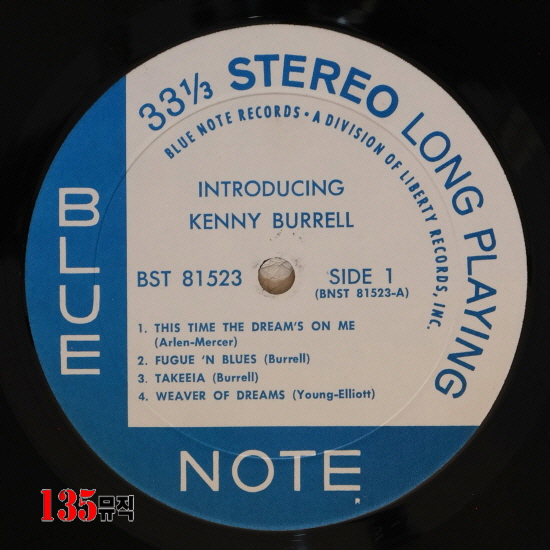 33 1/3 STEREO LONG PLAYING
BLUE NOTE RECORDS • A DIVISION OF LIBERTY RECORDS, INC.
INTRODUCING
KENNY BURRELL
BST 81523 SIDE 1
(BNST 81523-A)
1. THIS TIME THE DREAM'S ON ME
(Arlen-Mercer)
2. FUGUE 'N BLUES (Burrell)
3. TAKEEIA (Burrell)
4. WEAVER OF DREAMS (Young-Elliott)
BLUE
NOTE
R
135뮤직